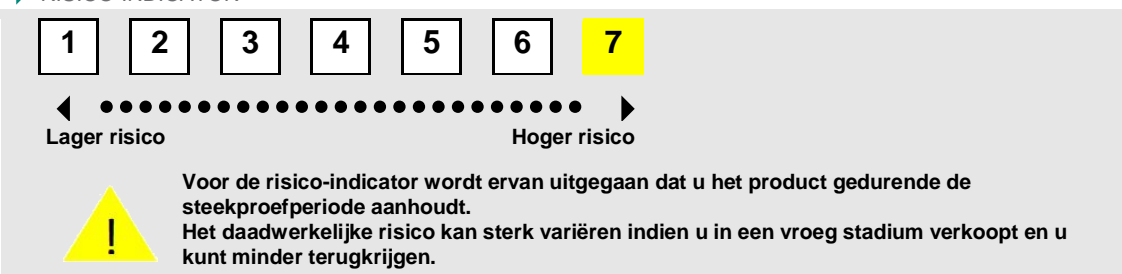 RISICO-INDICATOR
1 2 3 4 5 6 7
Lager risico Hoger risico
!
Voor de risico-indicator wordt ervan uitgegaan dat u het product gedurende de
steekproefperiode aanhoudt.
Het daadwerkelijke risico kan sterk variëren indien u in een vroeg stadium verkoopt en u
kunt minder terugkrijgen.